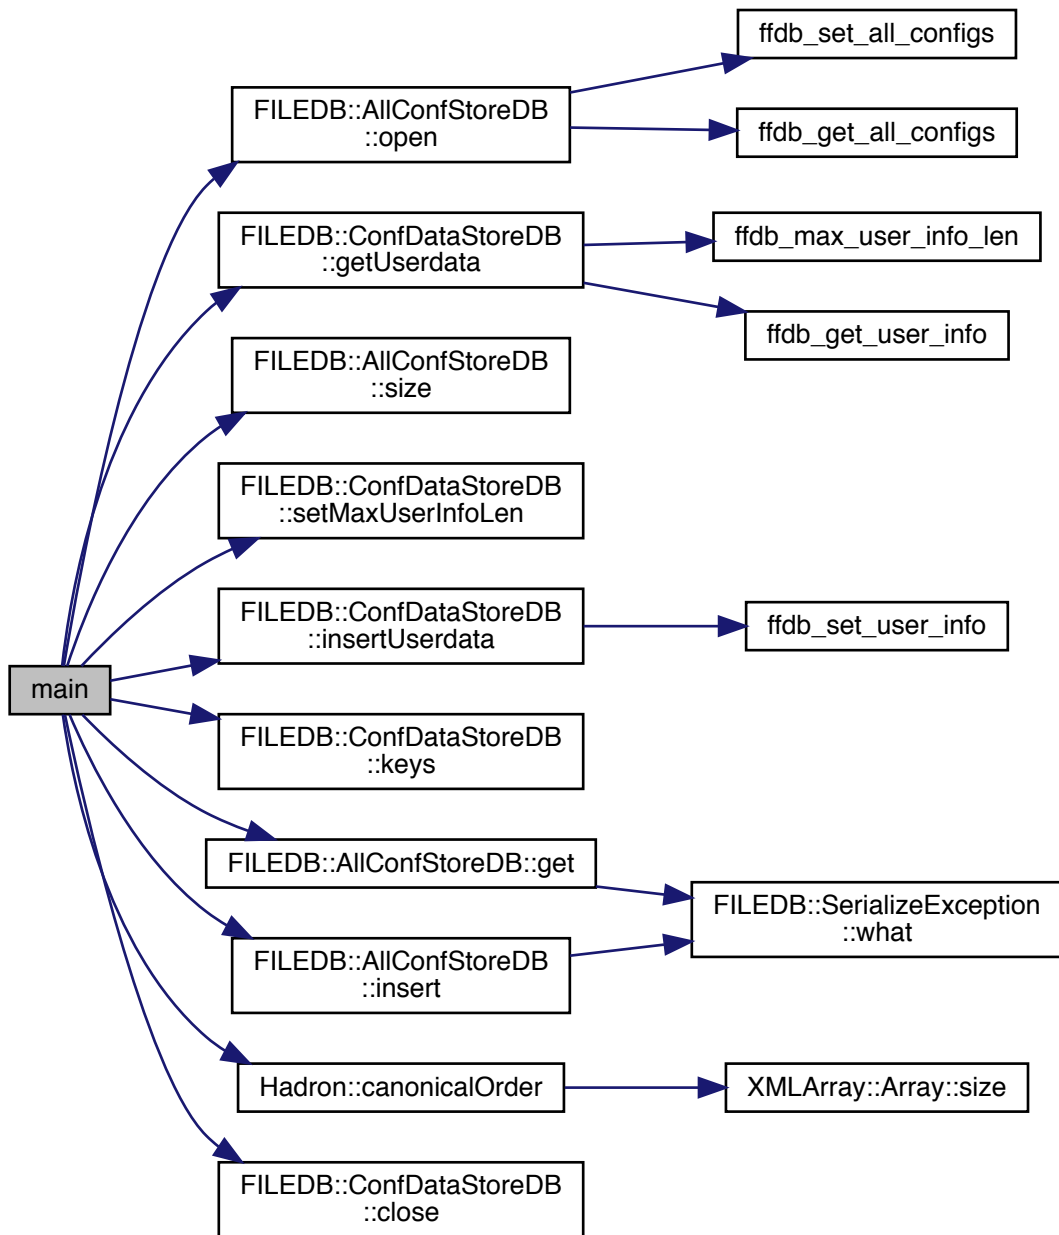 main
FILEDB::AllConfStoreDB
::open
ffdb_set_all_configs
ffdb_get_all_configs
FILEDB::ConfDataStoreDB
::getUserdata
ffdb_max_user_info_len
ffdb_get_user_info
FILEDB::AllConfStoreDB
::size
FILEDB::ConfDataStoreDB
::setMaxUserInfoLen
FILEDB::ConfDataStoreDB
::insertUserdata
ffdb_set_user_info
FILEDB::ConfDataStoreDB
::keys
FILEDB::AllConfStoreDB::get
FILEDB::SerializeException
::what
FILEDB::AllConfStoreDB
::insert
Hadron::canonicalOrder
XMLArray::Array::size
FILEDB::ConfDataStoreDB
::close